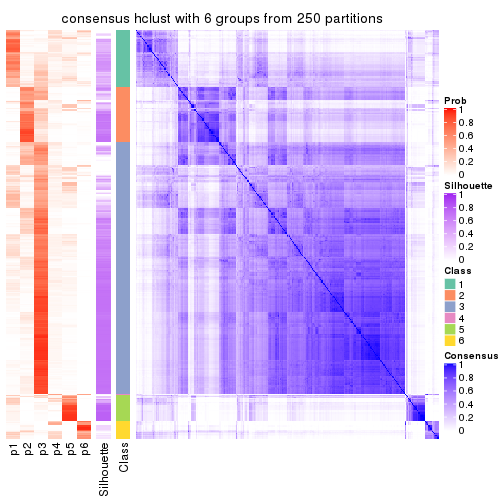 consensus hclust with 6 groups from 250 partitions
Prob
1
0.8
0.6
0.4
0.2
0
Silhouette
1
0.8
0.6
0.4
0.2
0
Class
1
2
3
4
5
6
Consensus
1
0.8
0.6
0.4
0.2
0
p1
p2
p3
p4
p5
p6
Silhouette
Class